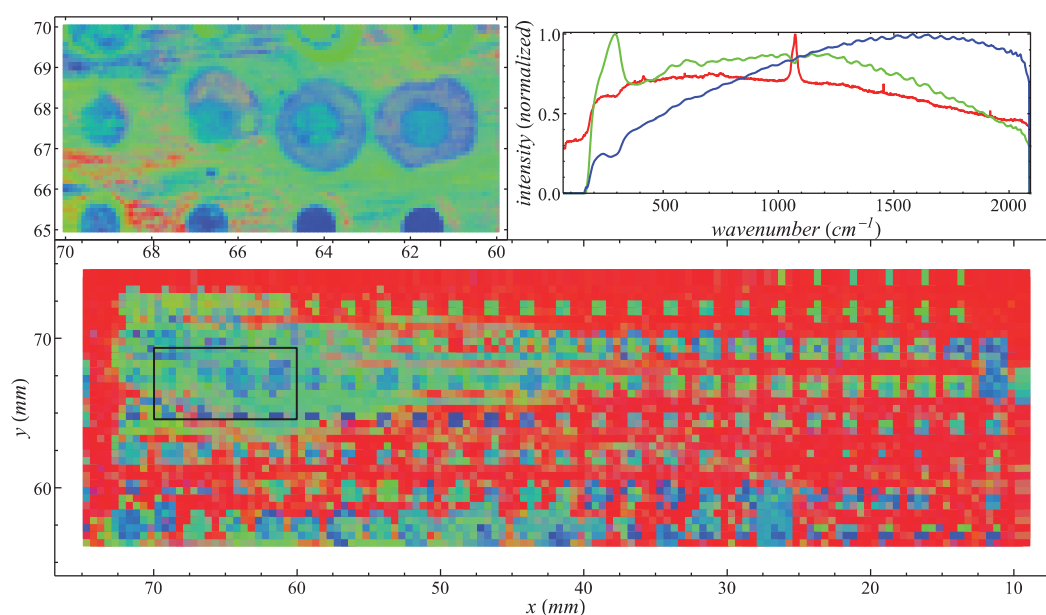 70
69
68
67
66
65
70 68 66 64 62 60
intensity (normalized)
1.0
0.5
0.0
500 1000 1500 2000
wavenumber (cm⁻¹)
y (mm)
70
60
70 60 50 40 30 20 10
x (mm)